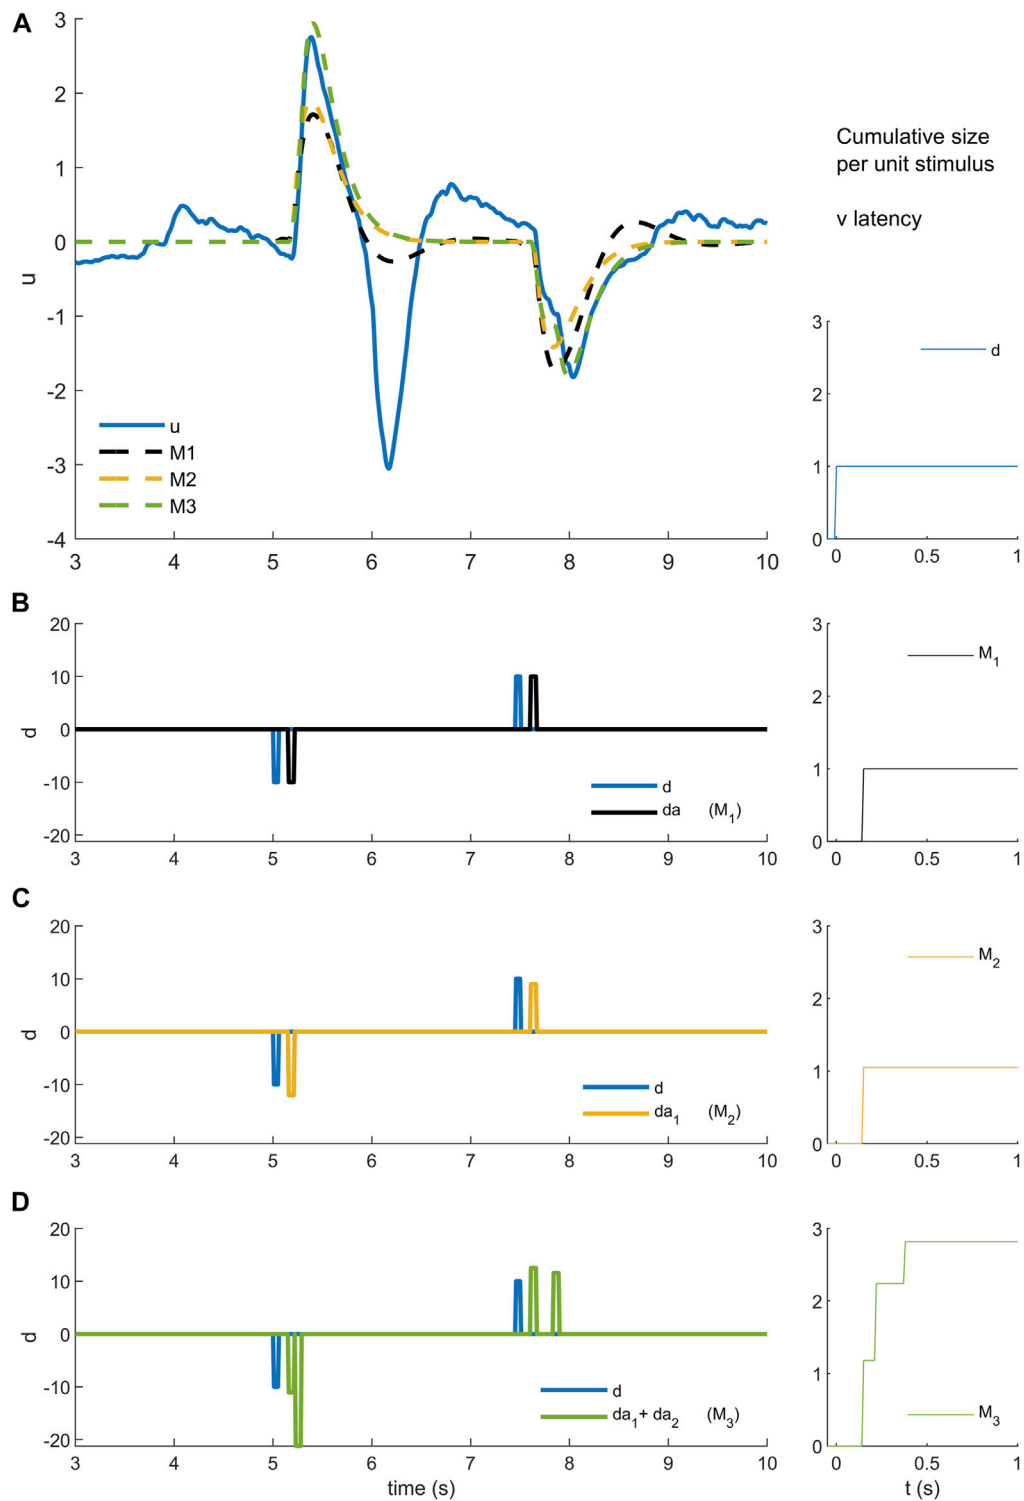 A
3
2
1
0
-1
-2
-3
-4
u
u
M1
M2
M3
3 4 5 6 7 8 9 10
Cumulative size
per unit stimulus
v latency
3
2
1
0
d
0 0.5 1
B
20
10
0
-10
-20
d
d
da (M1)
3 4 5 6 7 8 9 10
3
2
1
0
M1
0 0.5 1
C
20
10
0
-10
-20
d
d
da1 (M2)
3 4 5 6 7 8 9 10
3
2
1
0
M2
0 0.5 1
D
20
10
0
-10
-20
d
d
da1+ da2 (M3)
3 4 5 6 7 8 9 10
time (s)
3
2
1
0
M3
0 0.5 1
t (s)